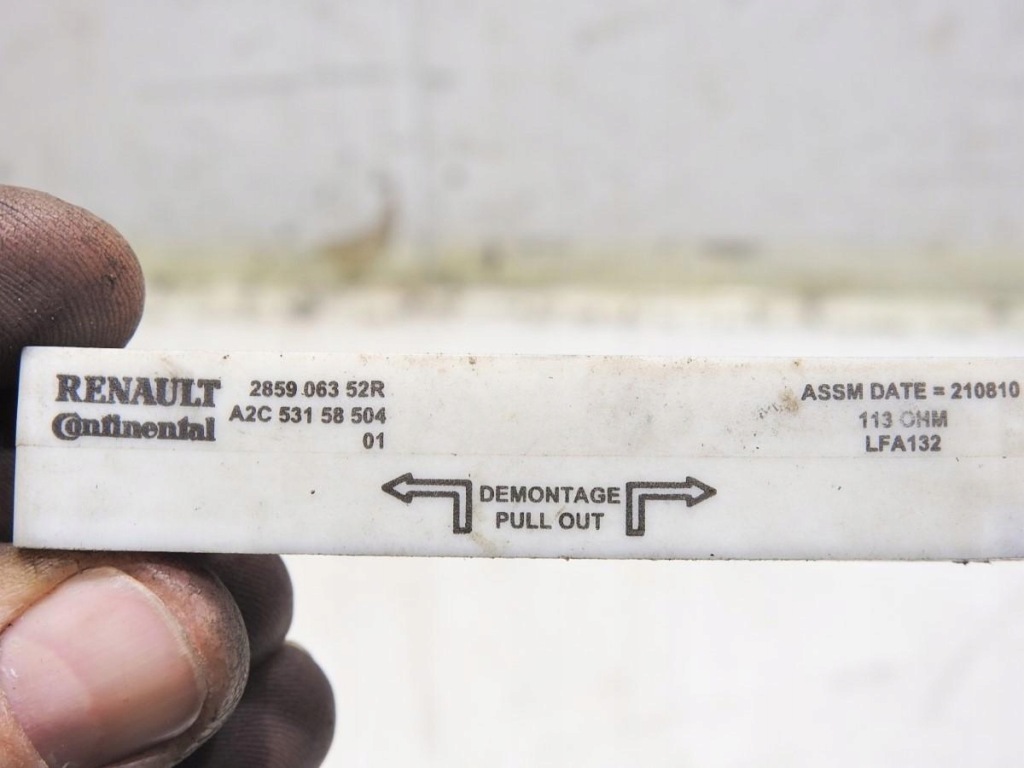 RENAULT 2859 063 52R
Continental A2C 531 58 504
01
ASSM DATE = 210810
113 OHM
LFA132
DEMONTAGE
PULL OUT